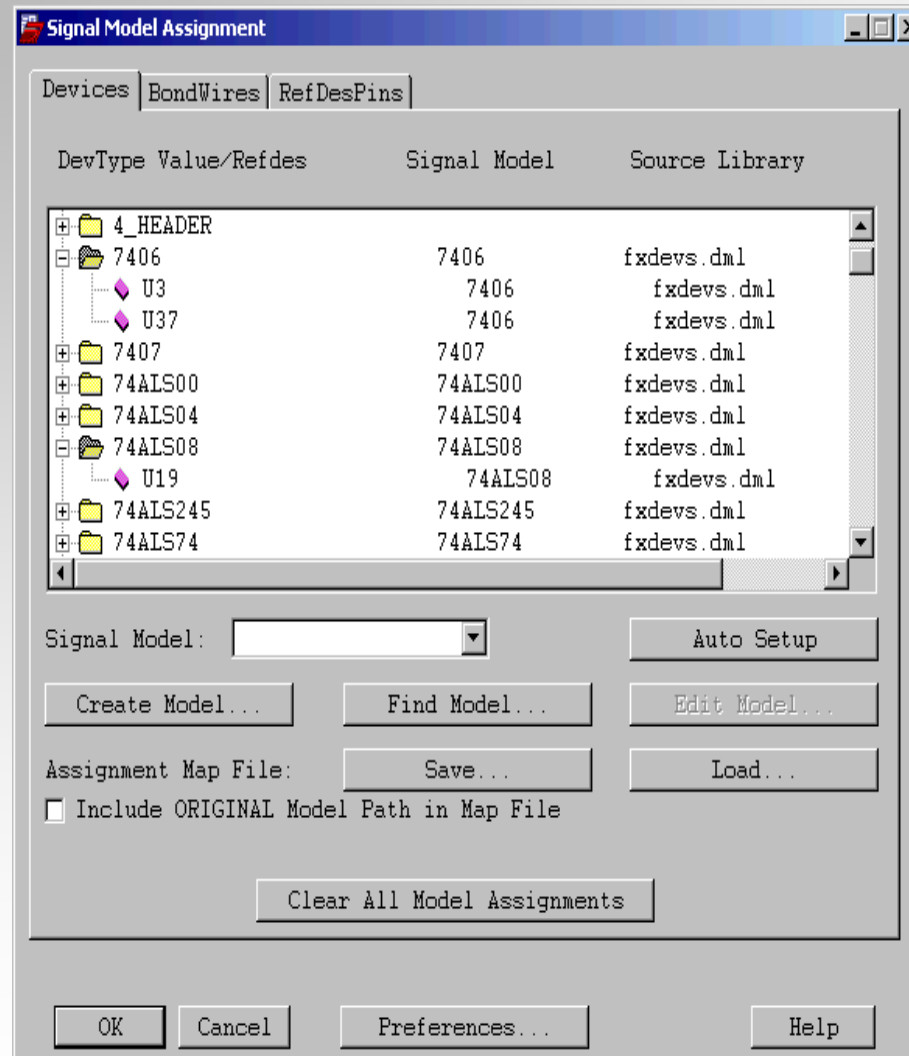 Signal Model Assignment
Devices BondWires RefDesPins
DevType Value/Refdes Signal Model Source Library
4_HEADER
7406 7406 fxdevs.dml
U3 7406 fxdevs.dml
U37 7406 fxdevs.dml
7407 7407 fxdevs.dml
74ALS00 74ALS00 fxdevs.dml
74ALS04 74ALS04 fxdevs.dml
74ALS08 74ALS08 fxdevs.dml
U19 74ALS08 fxdevs.dml
74ALS245 74ALS245 fxdevs.dml
74ALS74 74ALS74 fxdevs.dml
Signal Model: Auto Setup
Create Model... Find Model... Edit Model...
Assignment Map File: Save... Load...
Include ORIGINAL Model Path in Map File
Clear All Model Assignments
OK Cancel Preferences... Help